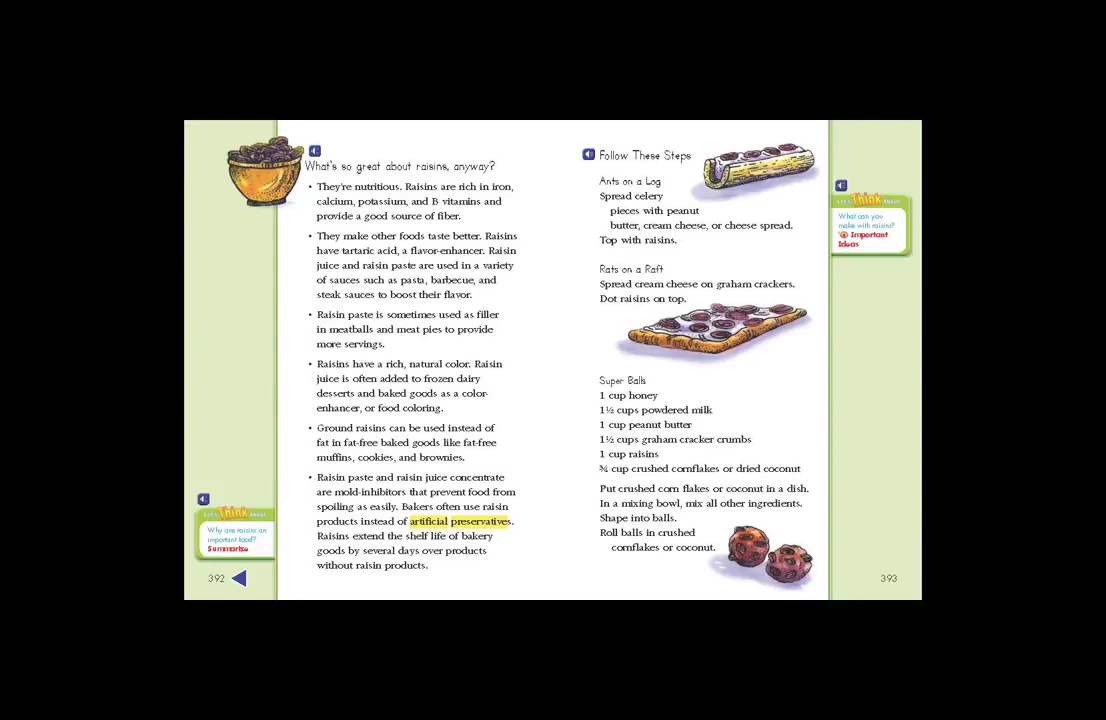 What's so great about raisins, anyway?
• They're nutritious. Raisins are rich in iron,
calcium, potassium, and B vitamins and
provide a good source of fiber.
• They make other foods taste better. Raisins
have tartaric acid, a flavor-enhancer. Raisin
juice and raisin paste are used in a variety
of sauces such as pasta, barbecue, and
steak sauces to boost their flavor.
• Raisin paste is sometimes used as filler
in meatballs and meat pies to provide
more servings.
• Raisins have a rich, natural color. Raisin
juice is often added to frozen dairy
desserts and baked goods as a color-
enhancer, or food coloring.
• Ground raisins can be used instead of
fat in fat-free baked goods like fat-free
muffins, cookies, and brownies.
• Raisin paste and raisin juice concentrate
are mold-inhibitors that prevent food from
spoiling as easily. Bakers often use raisin
products instead of artificial preservatives.
Raisins extend the shelf life of bakery
goods by several days over products
without raisin products.
Let's Think About
Why are raisins an
important food?
Summarize
392
Follow These Steps
Ants on a Log
Spread celery
pieces with peanut
butter, cream cheese, or cheese spread.
Top with raisins.
Rats on a Raft
Spread cream cheese on graham crackers.
Dot raisins on top.
Super Balls
1 cup honey
1½ cups powdered milk
1 cup peanut butter
1½ cups graham cracker crumbs
1 cup raisins
¾ cup crushed cornflakes or dried coconut
Put crushed corn flakes or coconut in a dish.
In a mixing bowl, mix all other ingredients.
Shape into balls.
Roll balls in crushed
cornflakes or coconut.
Let's Think About
What can you
make with raisins?
Important
Ideas
393